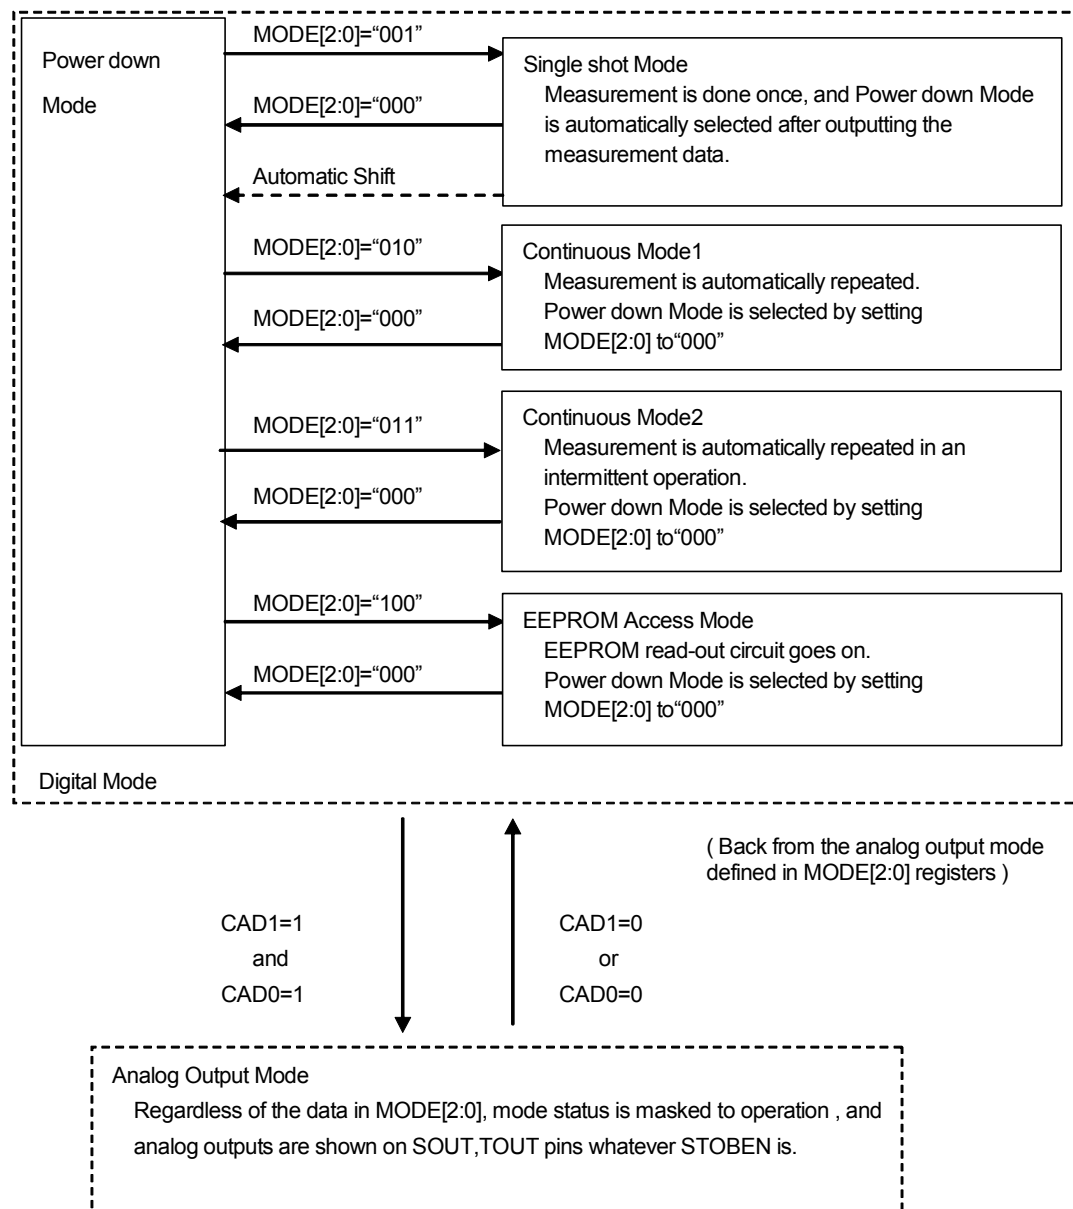 Power down
Mode
MODE[2:0]=“001”
MODE[2:0]=“000”
Automatic Shift
Single shot Mode
Measurement is done once, and Power down Mode
is automatically selected after outputting the
measurement data.
MODE[2:0]=“010”
MODE[2:0]=“000”
Continuous Mode1
Measurement is automatically repeated.
Power down Mode is selected by setting
MODE[2:0] to“000”
MODE[2:0]=“011”
MODE[2:0]=“000”
Continuous Mode2
Measurement is automatically repeated in an
intermittent operation.
Power down Mode is selected by setting
MODE[2:0] to“000”
MODE[2:0]=“100”
MODE[2:0]=“000”
EEPROM Access Mode
EEPROM read-out circuit goes on.
Power down Mode is selected by setting
MODE[2:0] to“000”
Digital Mode
( Back from the analog output mode
defined in MODE[2:0] registers )
CAD1=1
and
CAD0=1
CAD1=0
or
CAD0=0
Analog Output Mode
Regardless of the data in MODE[2:0], mode status is masked to operation , and
analog outputs are shown on SOUT,TOUT pins whatever STOBEN is.